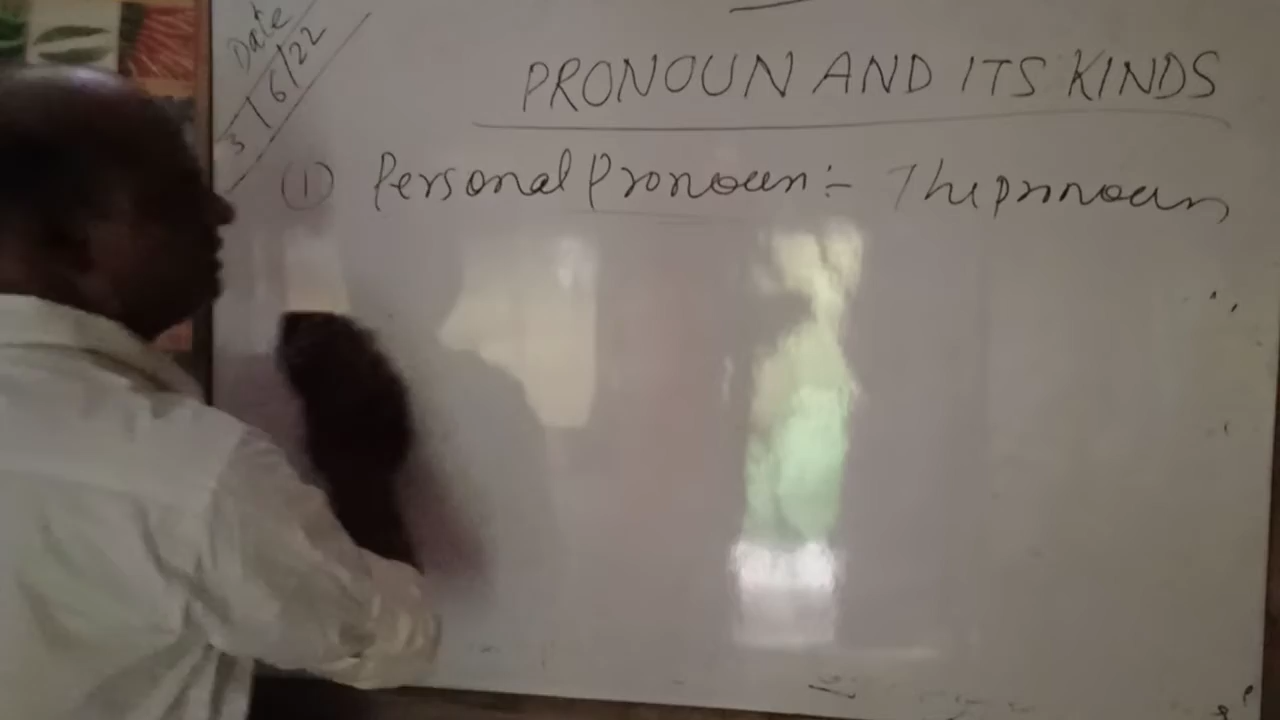 Date
3/6/22
PRONOUN AND ITS KINDS
(1) Personal Pronoun :- The pronoun